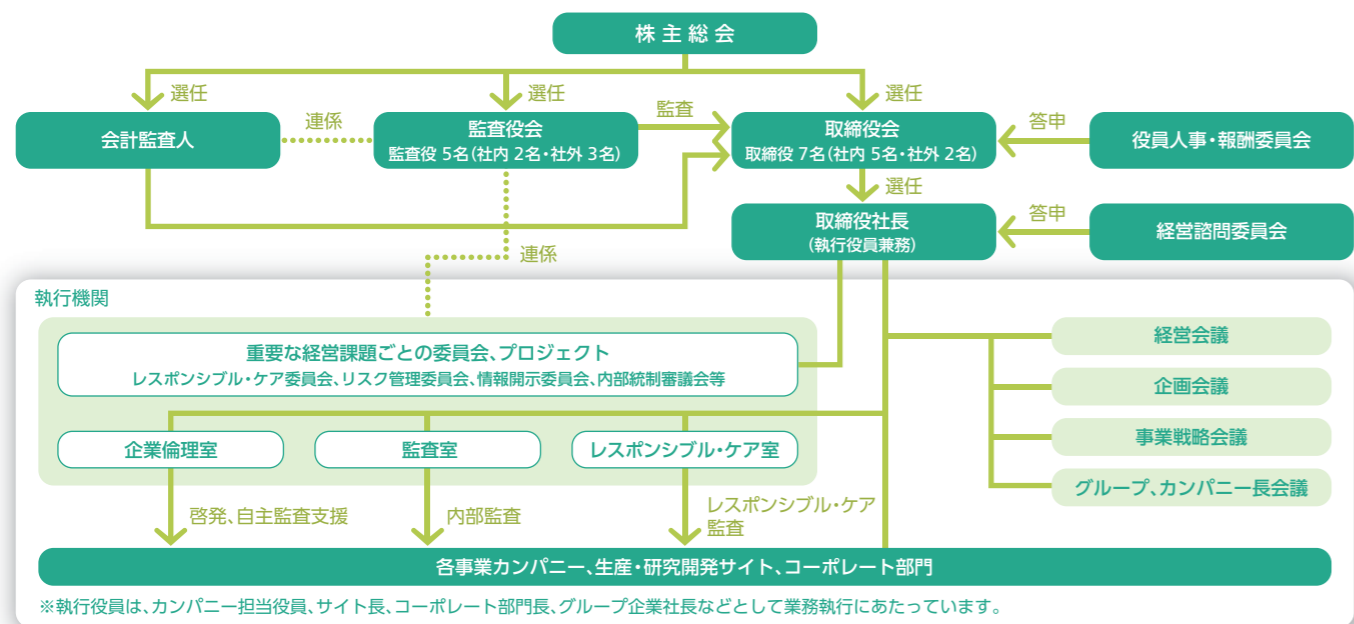 株主総会
選任
選任
選任
会計監査人
連係
監査役会
監査役 5名(社内 2名・社外 3名)
監査
取締役会
取締役 7名(社内 5名・社外 2名)
答申
役員人事・報酬委員会
選任
取締役社長
(執行役員兼務)
答申
経営諮問委員会
連係
執行機関
重要な経営課題ごとの委員会、プロジェクト
レスポンシブル・ケア委員会、リスク管理委員会、情報開示委員会、内部統制審議会等
経営会議
企画会議
事業戦略会議
グループ、カンパニー長会議
企業倫理室
監査室
レスポンシブル・ケア室
啓発、自主監査支援
内部監査
レスポンシブル・ケア
監査
各事業カンパニー、生産・研究開発サイト、コーポレート部門
※執行役員は、カンパニー担当役員、サイト長、コーポレート部門長、グループ企業社長などとして業務執行にあたっています。